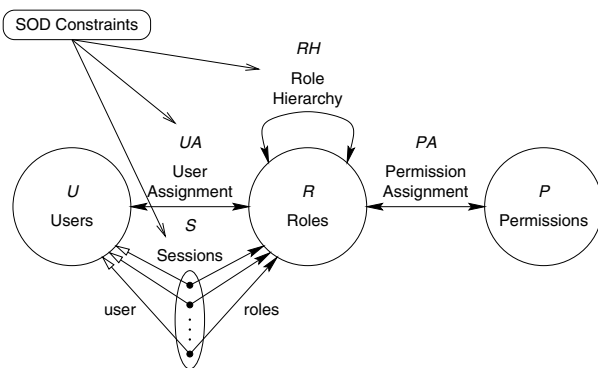 SOD Constraints
RH
Role
Hierarchy
UA
User
Assignment
PA
Permission
Assignment
U
Users
R
Roles
P
Permissions
S
Sessions
user
roles